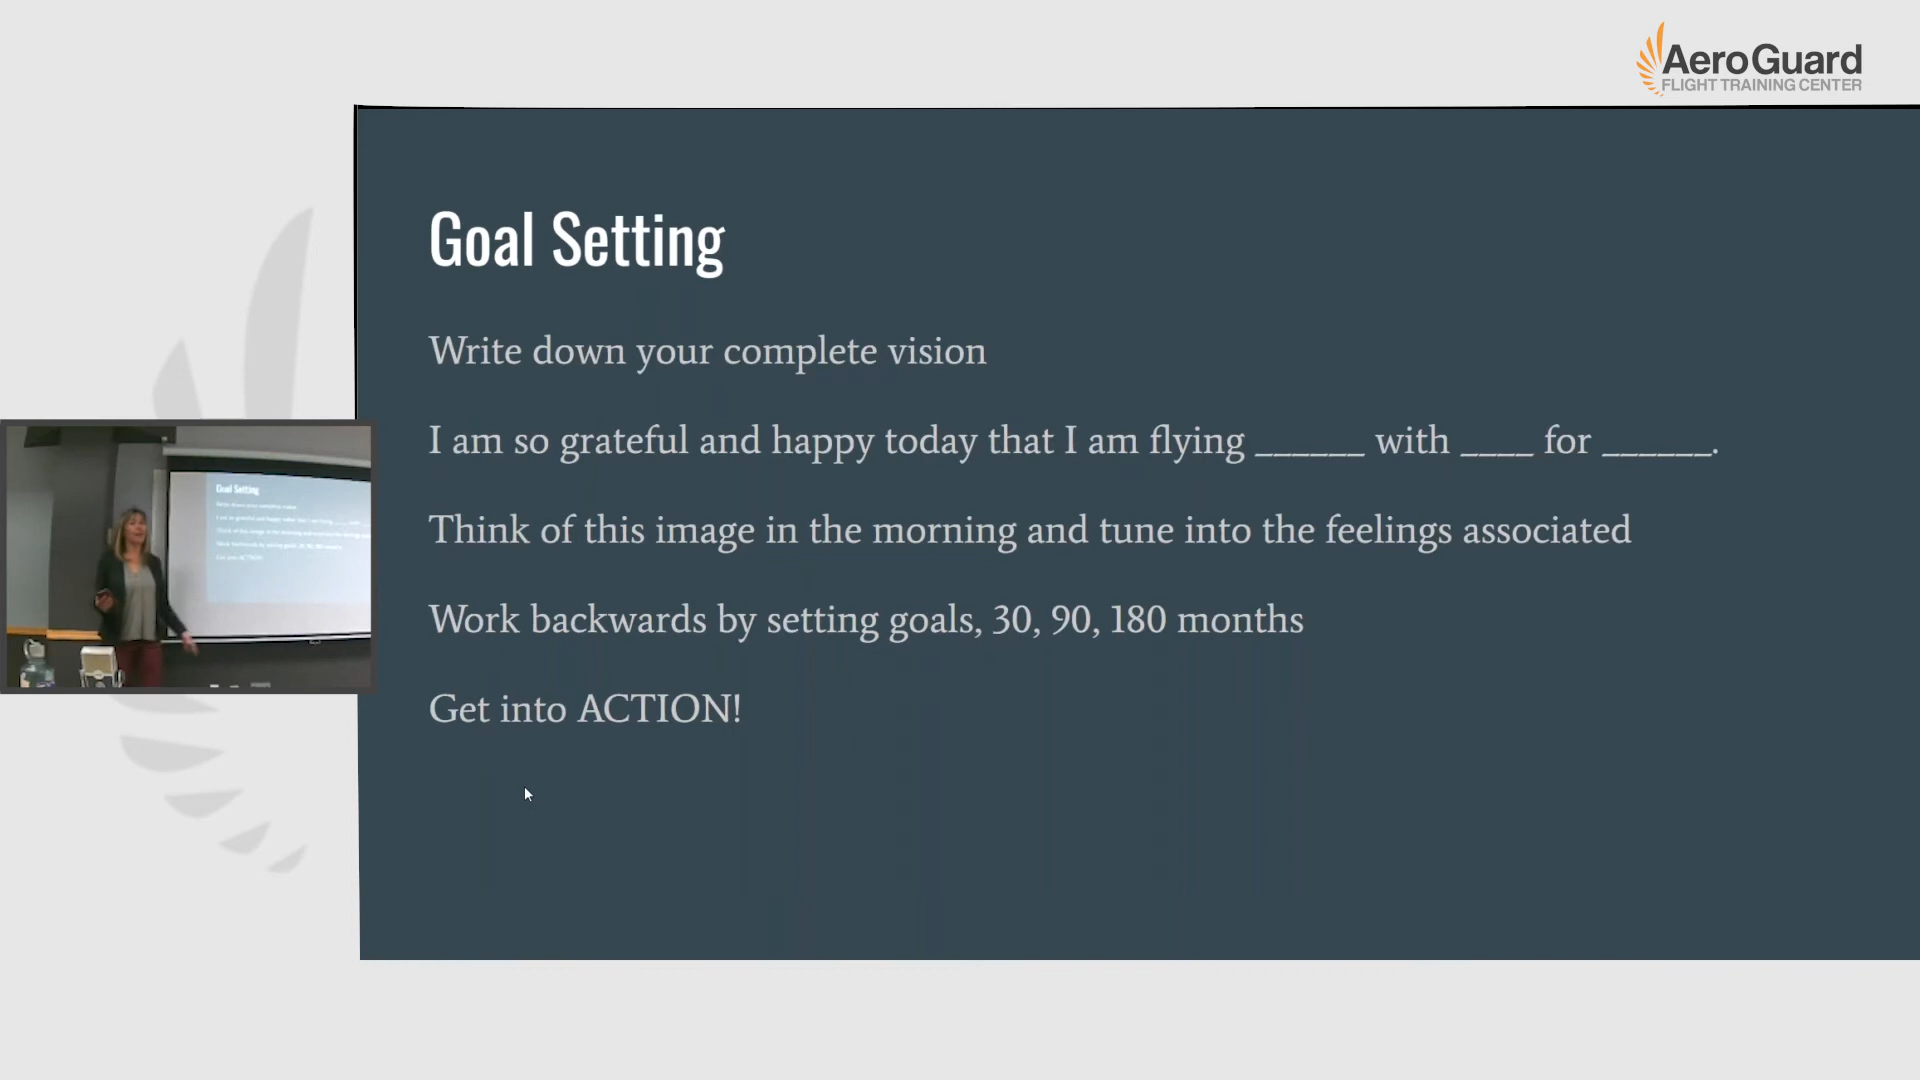 AeroGuard
FLIGHT TRAINING CENTER
Goal Setting
Write down your complete vision
I am so grateful and happy today that I am flying ______ with ____ for ______.
Think of this image in the morning and tune into the feelings associated
Work backwards by setting goals, 30, 90, 180 months
Get into ACTION!
Goal Setting